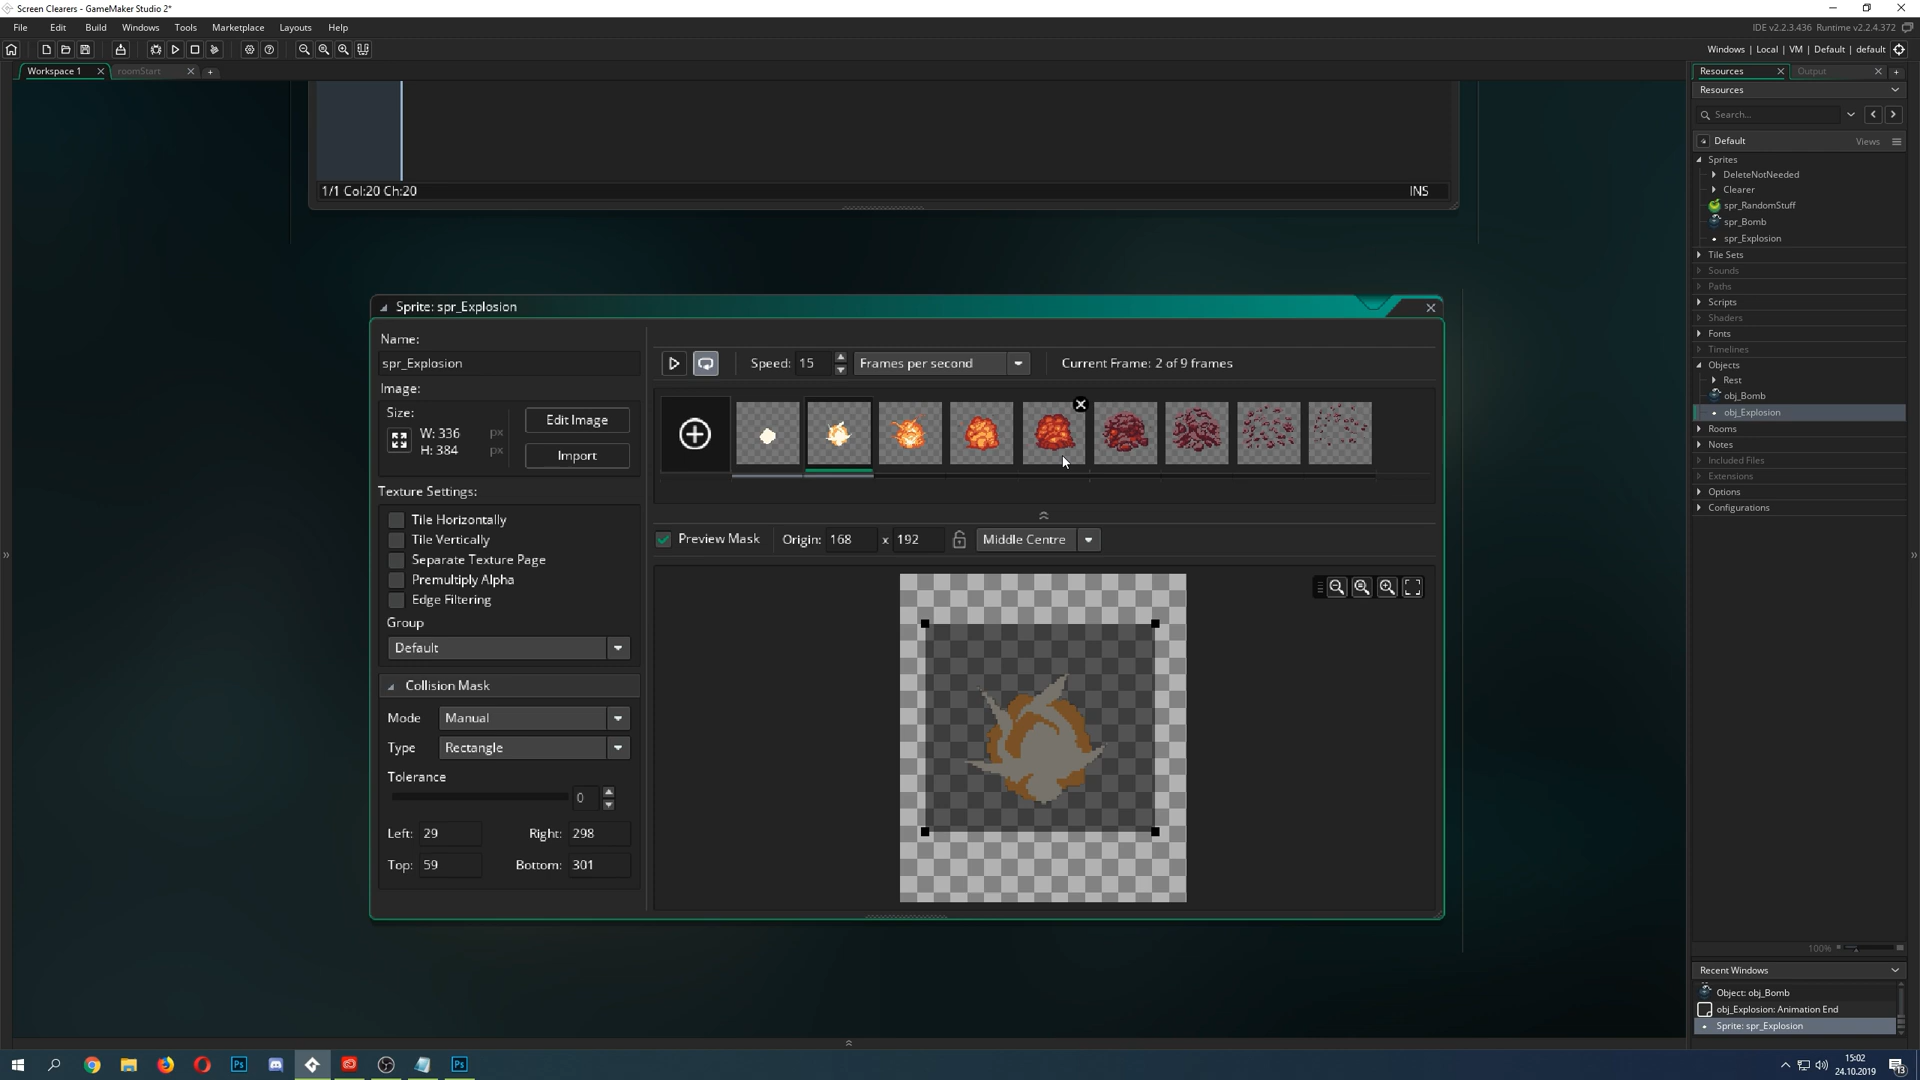 Screen Clearers - GameMaker Studio 2*
File Edit Build Windows Tools Marketplace Layouts Help
IDE v2.2.3.436 Runtime v2.2.4.372
Windows | Local | VM | Default | default
Workspace 1
roomStart
Resources
Output
Resources
Search...
Default
Views
Sprites
DeleteNotNeeded
Clearer
spr_RandomStuff
spr_Bomb
spr_Explosion
Tile Sets
Sounds
Paths
Scripts
Shaders
Fonts
Timelines
Objects
Rest
obj_Bomb
obj_Explosion
Rooms
Notes
Included Files
Extensions
Options
Configurations
100%
Recent Windows
Object: obj_Bomb
obj_Explosion: Animation End
Sprite: spr_Explosion
1/1 Col:20 Ch:20
INS
Sprite: spr_Explosion
Name:
spr_Explosion
Image:
Size:
W: 336 px
H: 384 px
Edit Image
Import
Texture Settings:
Tile Horizontally
Tile Vertically
Separate Texture Page
Premultiply Alpha
Edge Filtering
Group
Default
Collision Mask
Mode Manual
Type Rectangle
Tolerance
0
Left: 29 Right: 298
Top: 59 Bottom: 301
Speed: 15 Frames per second Current Frame: 2 of 9 frames
Preview Mask Origin: 168 x 192 Middle Centre
Ps
Ps
15:02
24.10.2019
13